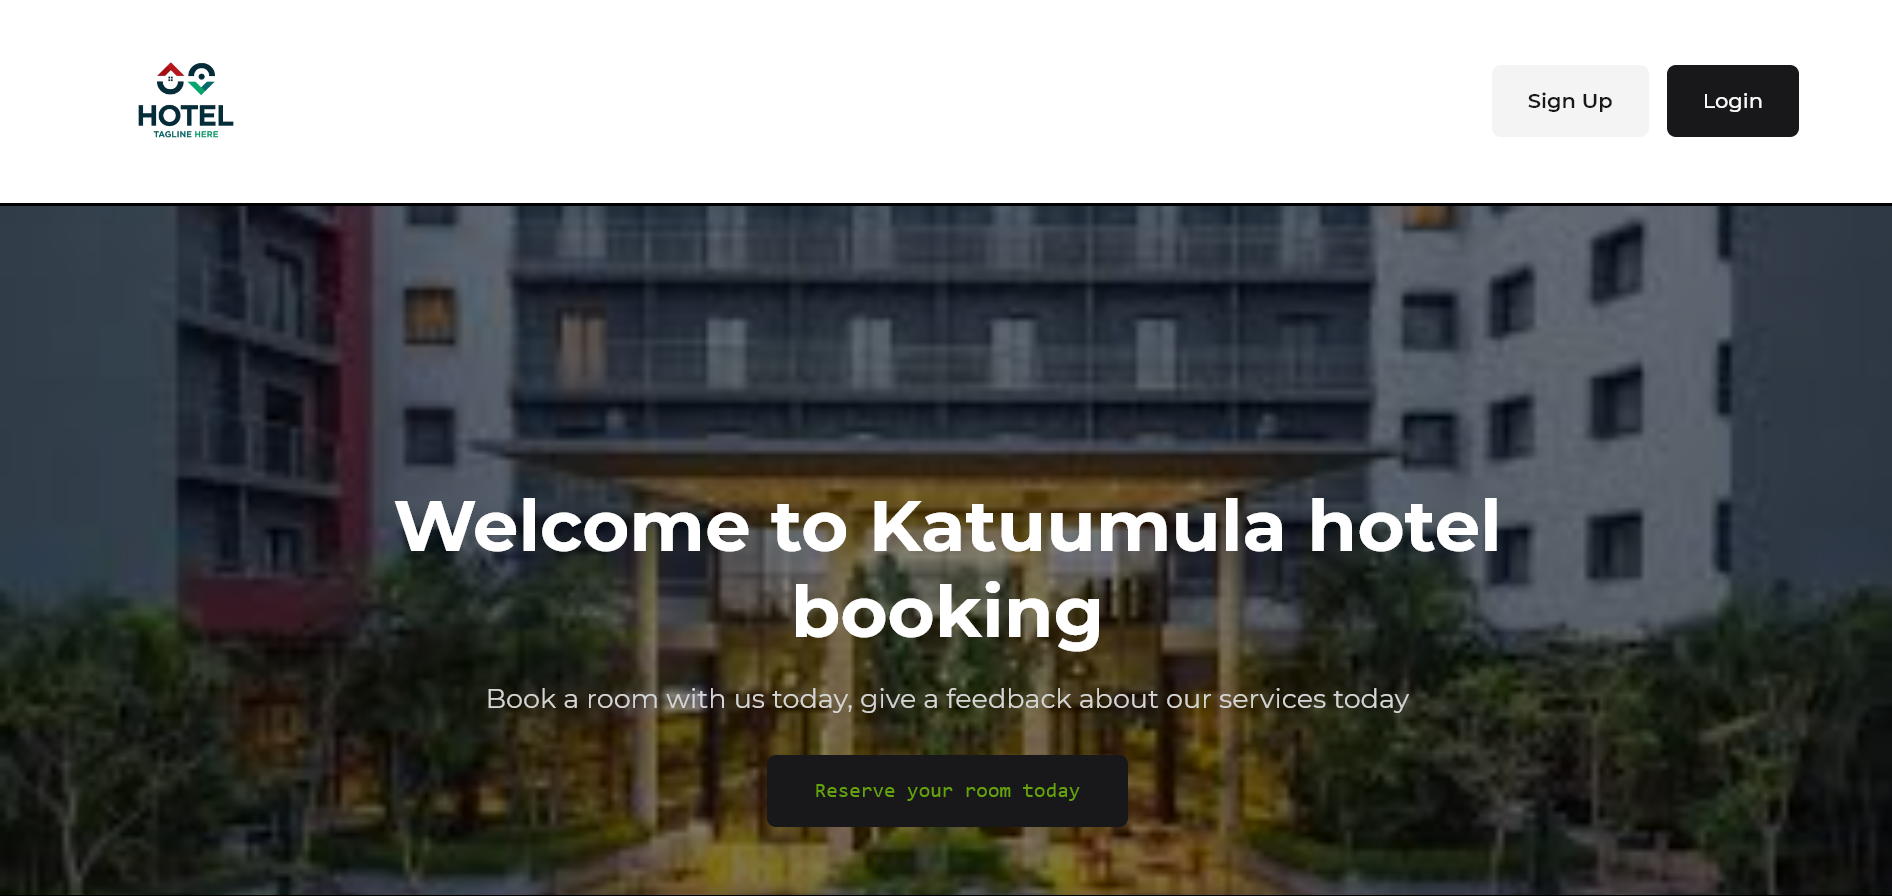 HOTEL
TAGLINE HERE
Sign Up
Login
Welcome to Katuumula hotel
booking
Book a room with us today, give a feedback about our services today
Reserve your room today